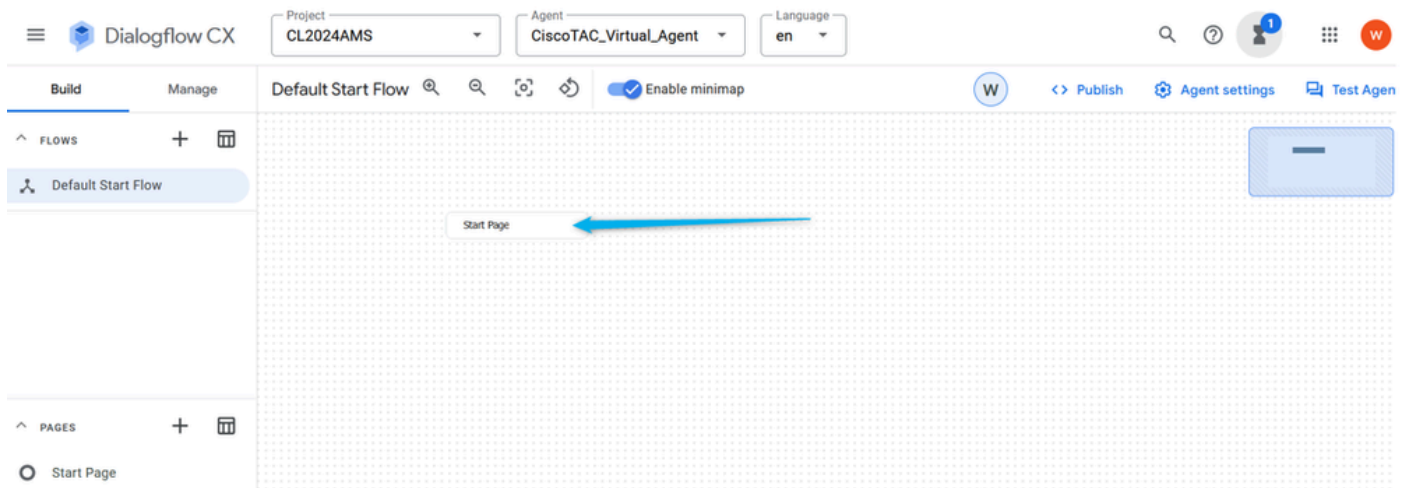 Project
Agent
Language
Dialogflow CX
CL2024AMS
CiscoTAC_Virtual_Agent
en
1
W
Build
Manage
Default Start Flow
Enable minimap
W
<> Publish
Agent settings
Test Agen
FLOWS
Default Start Flow
Start Page
PAGES
Start Page